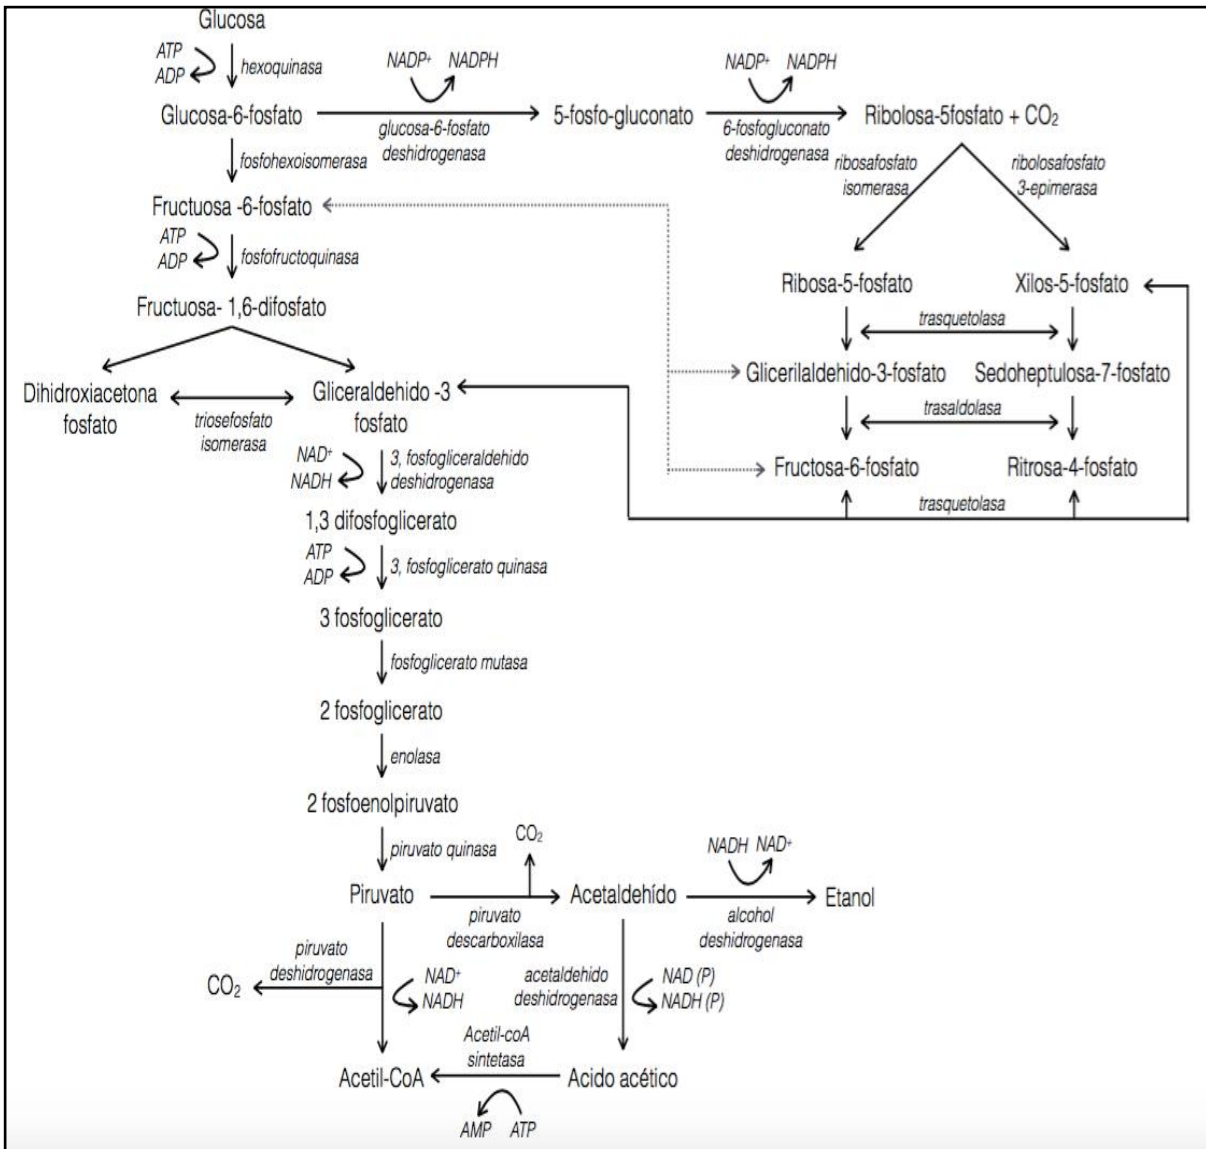 Glucosa
ATP
ADP
hexoquinasa
NADP+ NADPH
NADP+ NADPH
Glucosa-6-fosfato
5-fosfo-gluconato
Ribolosa-5fosfato + CO₂
glucosa-6-fosfato
deshidrogenasa
6-fosfogluconato
deshidrogenasa
fosfohexoisomerasa
ribosafosfato
isomerasa
ribolosafosfato
3-epimerasa
Fructuosa -6-fosfato
ATP
ADP
fosfofructoquinasa
Ribosa-5-fosfato
Xilos-5-fosfato
Fructuosa- 1,6-difosfato
trasquetolasa
Dihidroxiacetona
fosfato
triosefosfato
isomerasa
Gliceraldehido -3
fosfato
Glicerilaldehido-3-fosfato
Sedoheptulosa-7-fosfato
trasaldolasa
NAD+
NADH
3, fosfogliceraldehido
deshidrogenasa
Fructosa-6-fosfato
Ritrosa-4-fosfato
trasquetolasa
1,3 difosfoglicerato
ATP
ADP
3, fosfoglicerato quinasa
3 fosfoglicerato
fosfoglicerato mutasa
2 fosfoglicerato
enolasa
2 fosfoenolpiruvato
piruvato quinasa
CO₂
NADH NAD+
Piruvato
piruvato
descarboxilasa
Acetaldehído
alcohol
deshidrogenasa
Etanol
piruvato
deshidrogenasa
CO₂
NAD+
NADH
acetaldehido
deshidrogenasa
NAD (P)
NADH (P)
Acetil-coA
sintetasa
Acetil-CoA
Acido acético
AMP ATP